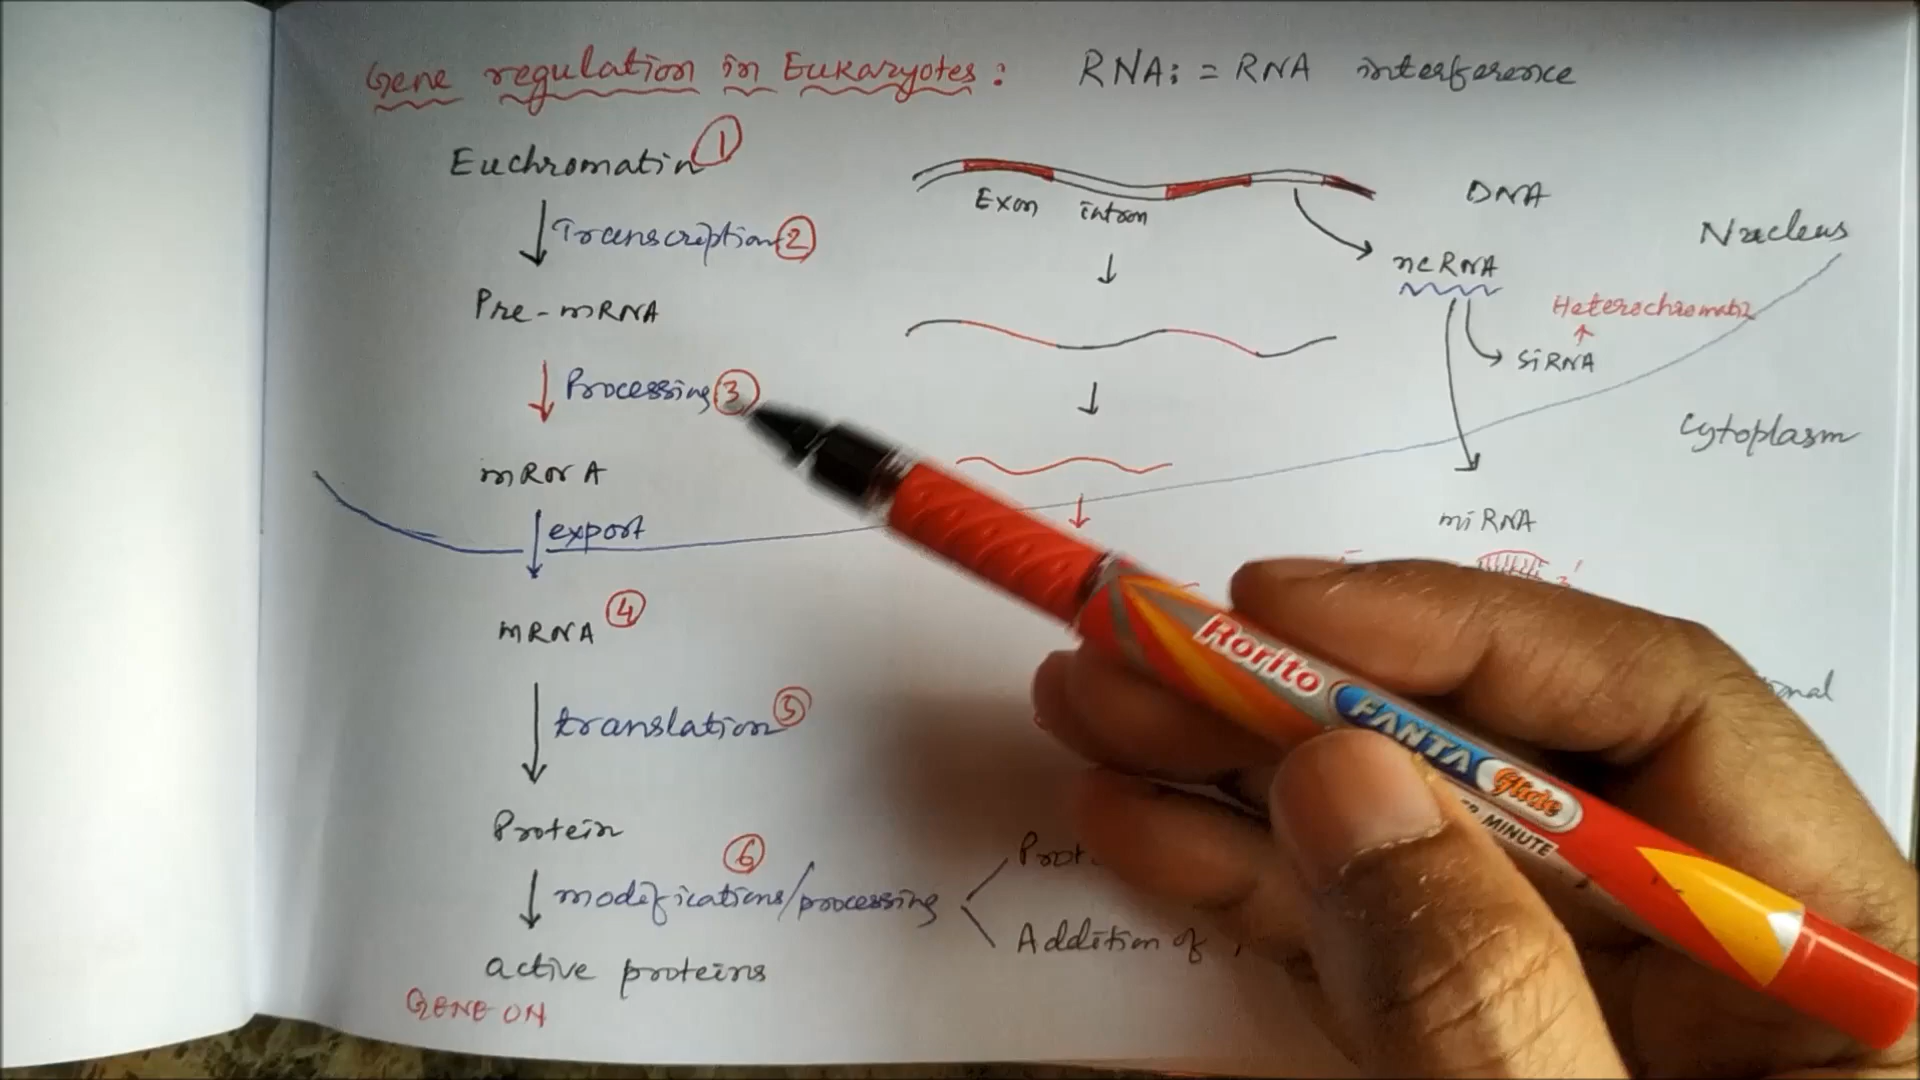 Gene regulation in Eukaryotes: RNAi = RNA interference
Euchromatin 1
Transcription 2
Pre-mRNA
Processing 3
mRNA
export
mRNA 4
translation 5
Protein
6
modifications/processing
active proteins
GENE ON
Exon intron
DNA
Nucleus
ncRNA
Heterochromatin
SiRNA
Cytoplasm
miRNA
3'
Addition of
Rorito
FANTA
Glide
MINUTE